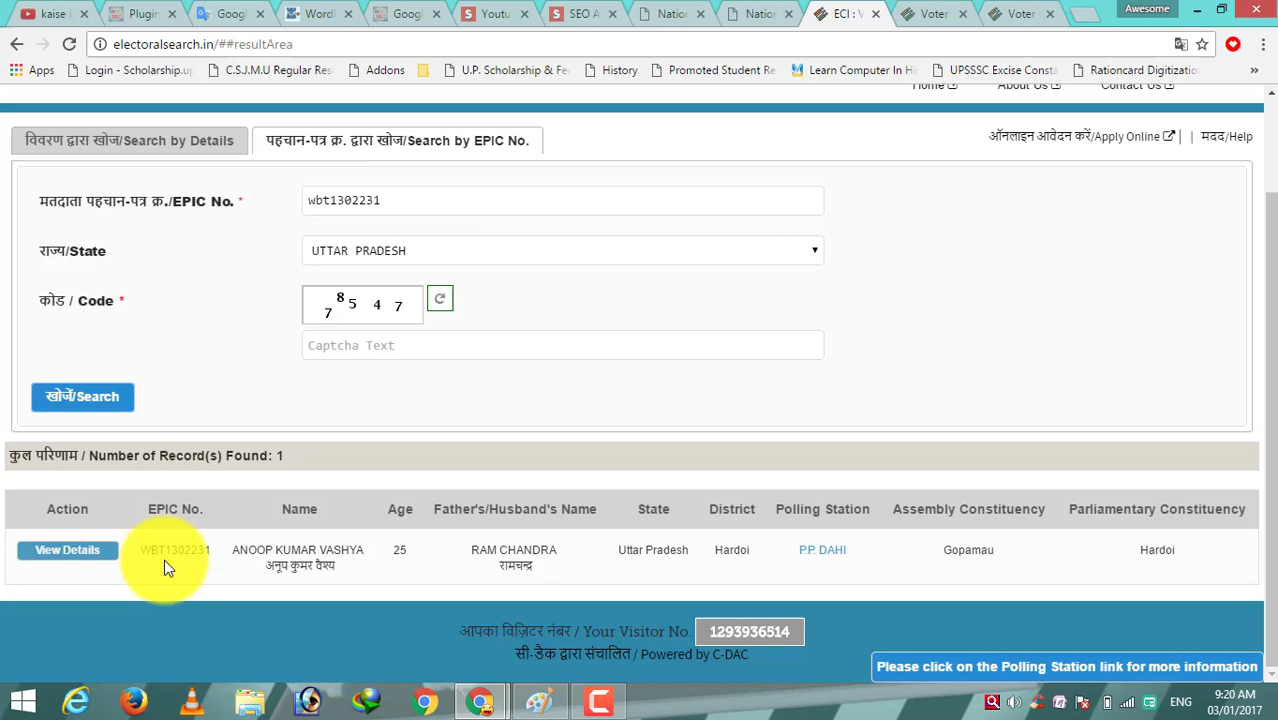 kaise
Plugin
Googl
Word
Googl
Youtu
SEO A
Nation
Nation
ECI : V
Voter
Voter
Awesome
electoralsearch.in/##resultArea
Apps
Login - Scholarship.up
C.S.J.M.U Regular Res
Addons
U.P. Scholarship & Fe
History
Promoted Student Re
Learn Computer In Hi
UPSSSC Excise Consta
Rationcard Digitizatio
»
Home
About Us
Contact Us
विवरण द्वारा खोज/Search by Details
पहचान-पत्र क्र. द्वारा खोज/Search by EPIC No.
ऑनलाइन आवेदन करें/Apply Online | | मदद/Help
मतदाता पहचान-पत्र क्र./EPIC No. *
wbt1302231
राज्य/State
UTTAR PRADESH
कोड / Code *
7 8 5 4 7
Captcha Text
खोजें/Search
कुल परिणाम / Number of Record(s) Found: 1
Action EPIC No. Name Age Father's/Husband's Name State District Polling Station Assembly Constituency Parliamentary Constituency
View Details WBT1302231 ANOOP KUMAR VASHYA 25 RAM CHANDRA Uttar Pradesh Hardoi P.P. DAHI Gopamau Hardoi
अनूप कुमर वैश्य रामचन्द्र
आपका विज़िटर नंबर / Your Visitor No. 1293936514
सी-डैक द्वारा संचालित / Powered by C-DAC
Please click on the Polling Station link for more information
ENG
9:20 AM
03/01/2017